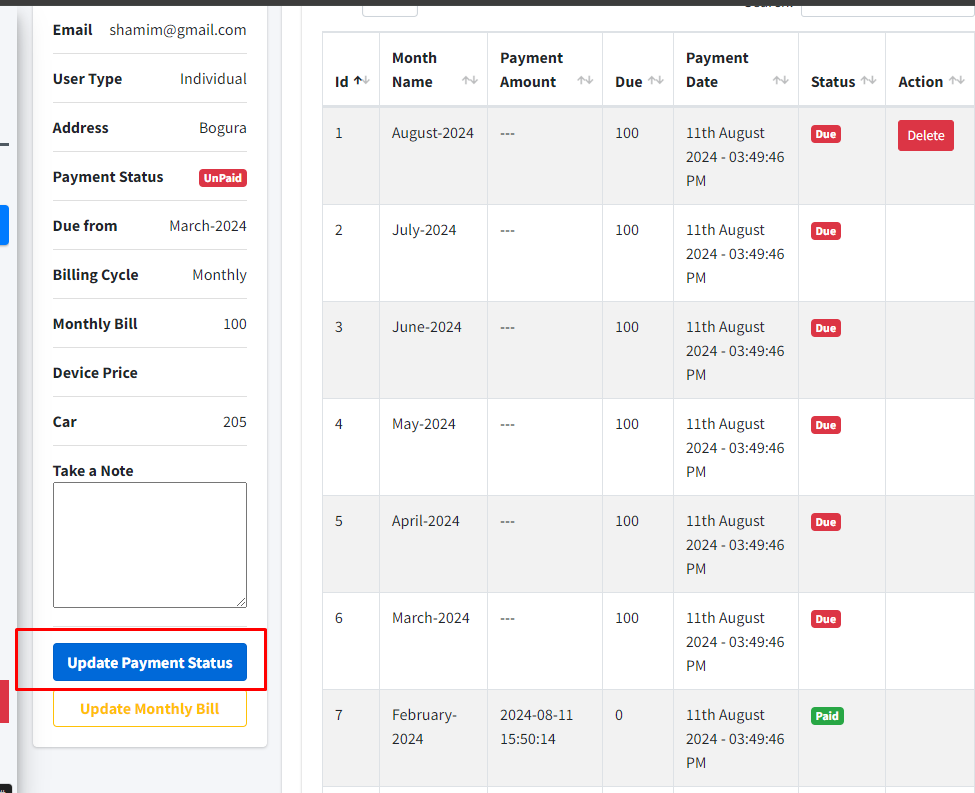 Email shamim@gmail.com
User Type Individual
Address Bogura
Payment Status UnPaid
Due from March-2024
Billing Cycle Monthly
Monthly Bill 100
Device Price
Car 205
Take a Note
Update Payment Status
Update Monthly Bill
Id Month Name Payment Amount Due Payment Date Status Action
1 August-2024 --- 100 11th August 2024 - 03:49:46 PM Due Delete
2 July-2024 --- 100 11th August 2024 - 03:49:46 PM Due
3 June-2024 --- 100 11th August 2024 - 03:49:46 PM Due
4 May-2024 --- 100 11th August 2024 - 03:49:46 PM Due
5 April-2024 --- 100 11th August 2024 - 03:49:46 PM Due
6 March-2024 --- 100 11th August 2024 - 03:49:46 PM Due
7 February-2024 2024-08-11 15:50:14 0 11th August 2024 - 03:49:46 PM Paid